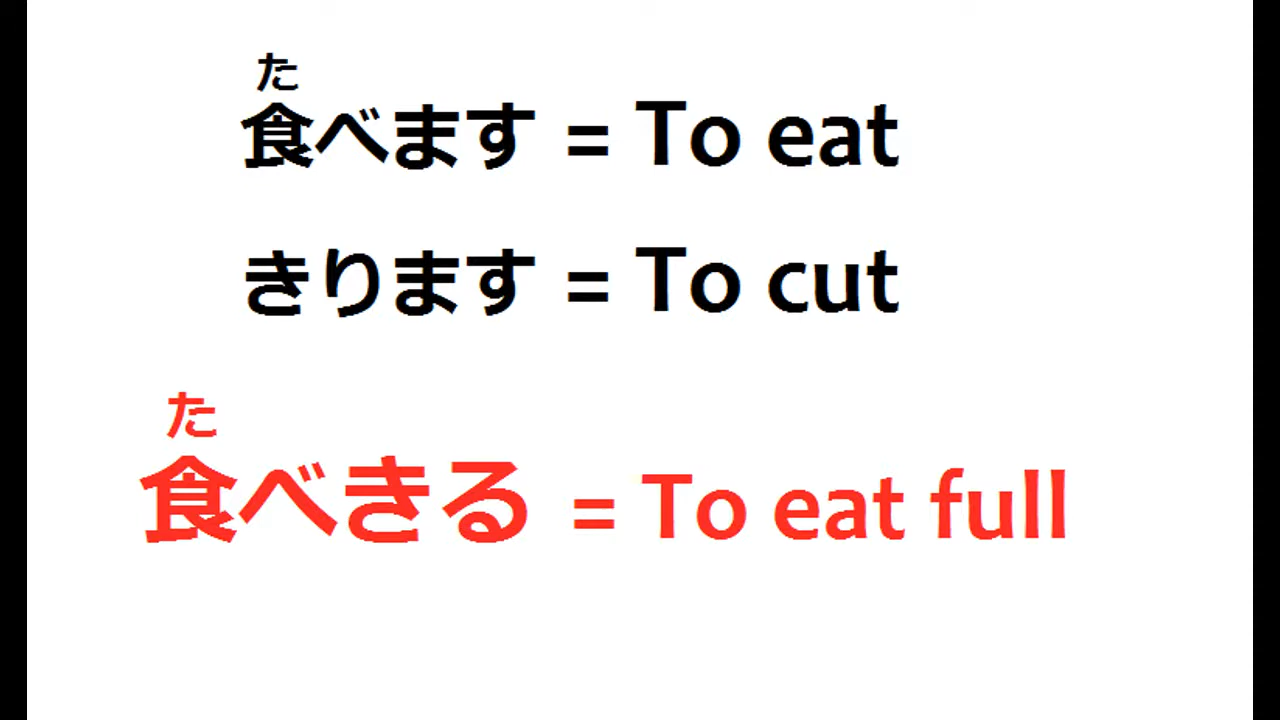 た
食べます = To eat
きります = To cut
た
食べきる = To eat full